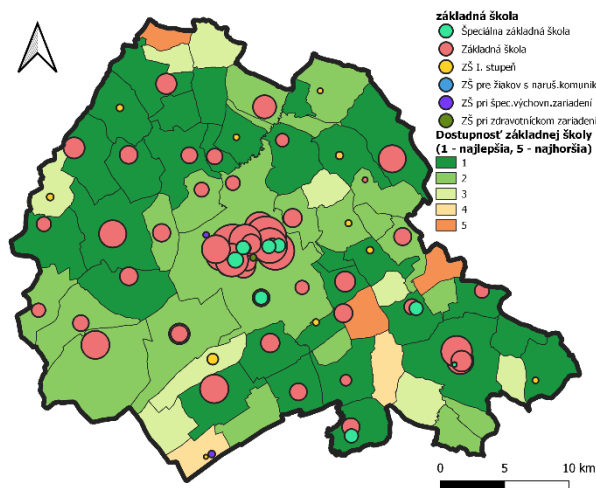 základná škola
Špeciálna základná škola
Základná škola
ZŠ I. stupeň
ZŠ pre žiakov s naruš.komunik
ZŠ pri špec.výchovn.zariadení
ZŠ pri zdravotníckom zariadení
Dostupnosť základnej školy
(1 - najlepšia, 5 - najhoršia)
1
2
3
4
5
0 5 10 km